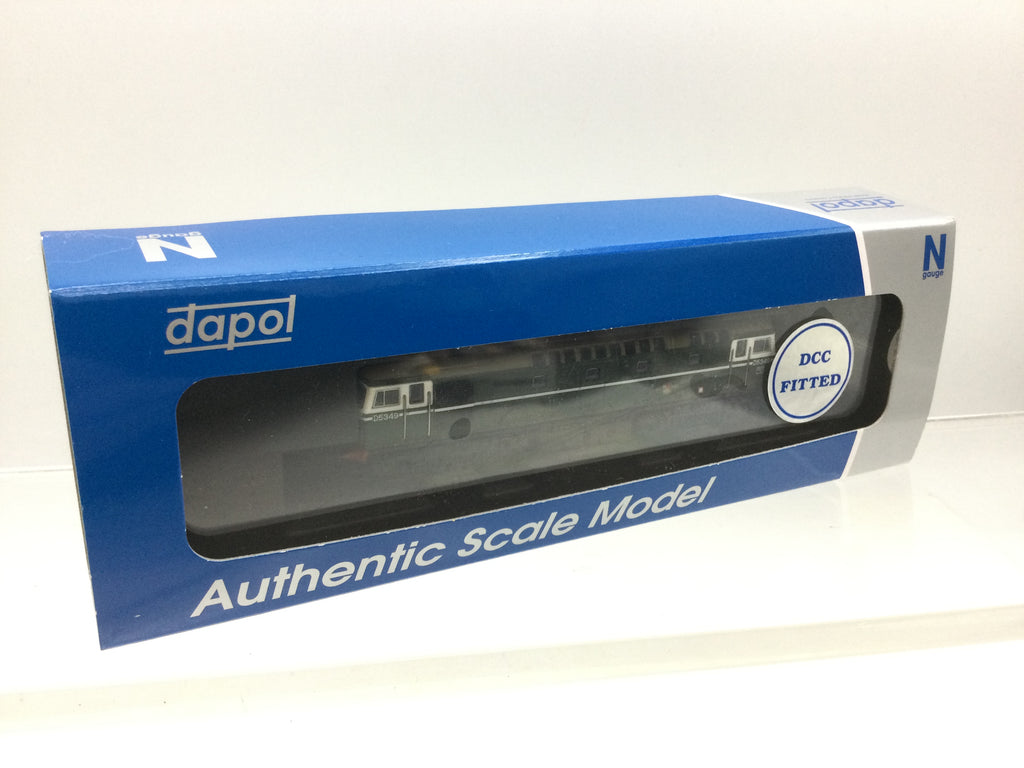 dapol
N
gauge
gauge
N
dapol
DCC
FITTED
D5349
Authentic Scale Model